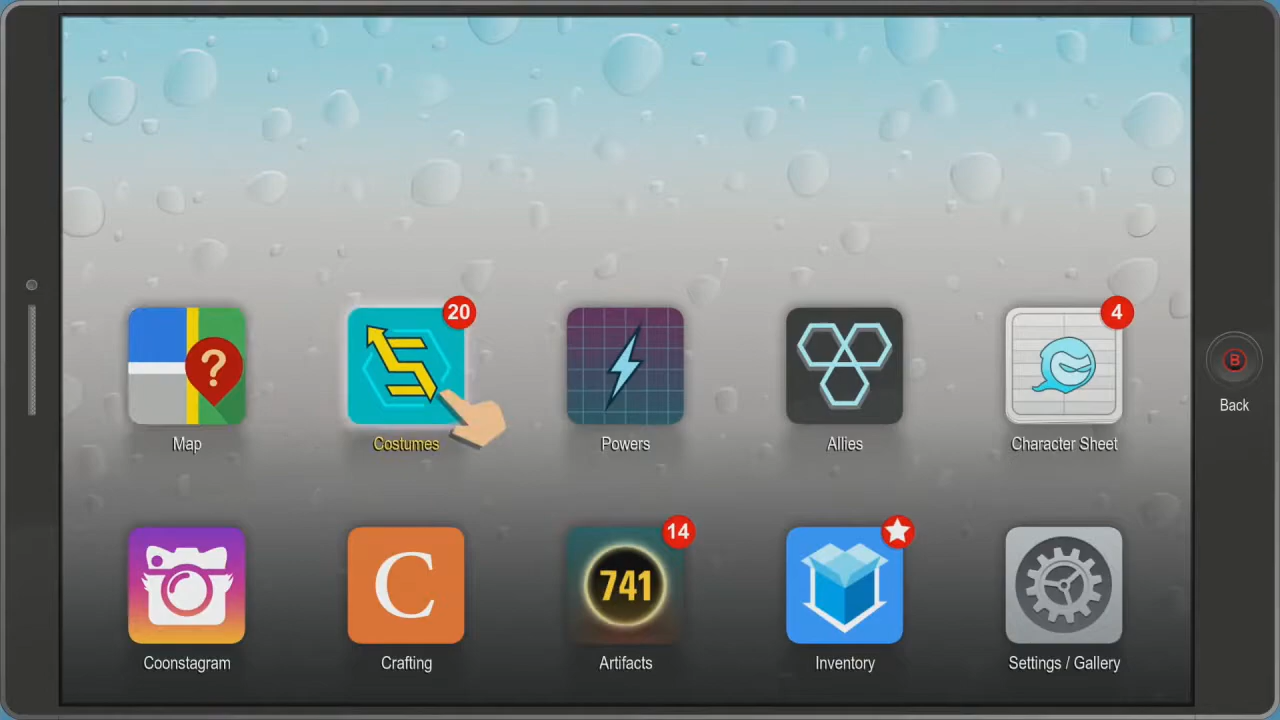 20
4
?
Map
Costumes
Powers
Allies
Character Sheet
B
Back
14
C
741
Coonstagram
Crafting
Artifacts
Inventory
Settings / Gallery